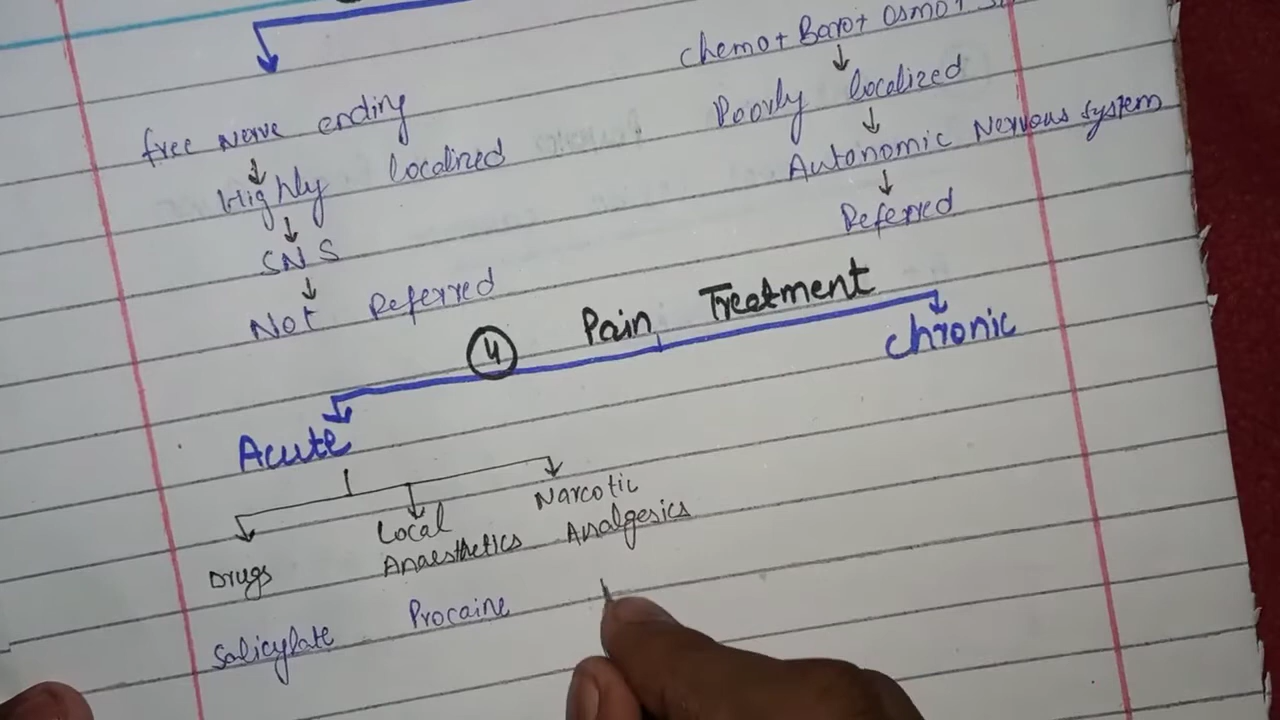 Chemo + Baro + Osmo +
Poorly localized
Autonomic Nervous system
Referred
free Nerve ending
Highly localized
SNS
Not Referred
4 Pain Treatment
Acute
Chronic
Drugs
Local
Anaesthetics
Narcotic
Analgesics
Salicylate
Procaine